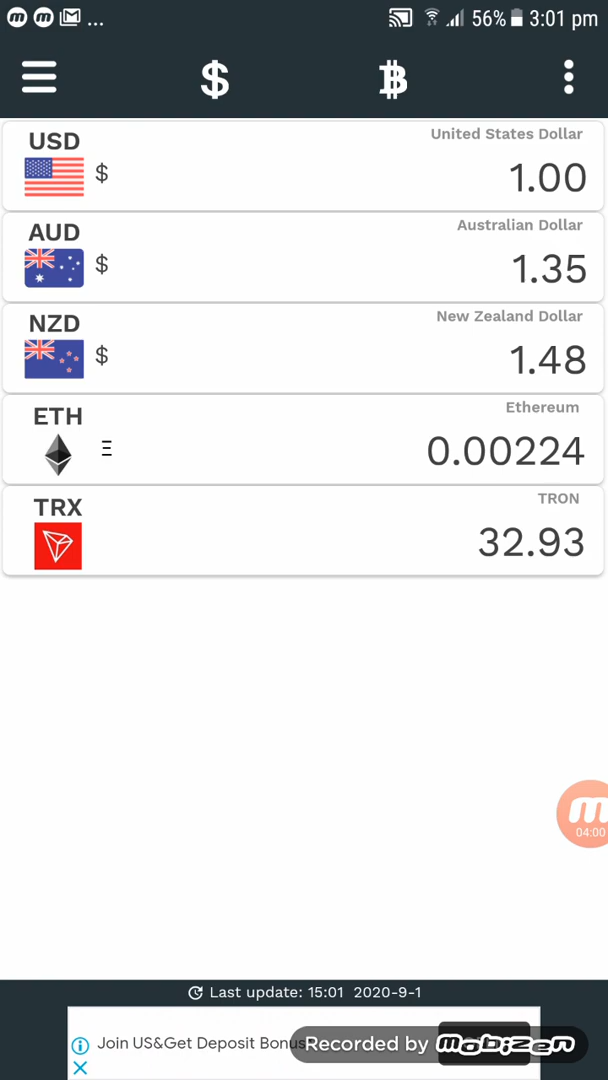 ... 56% 3:01 pm
$ ₿
USD United States Dollar
$ 1.00
AUD Australian Dollar
$ 1.35
NZD New Zealand Dollar
$ 1.48
ETH Ethereum
Ξ 0.00224
TRX TRON
32.93
m
04:00
Last update: 15:01 2020-9-1
Join US&Get Deposit Bonus
Recorded by mobizen